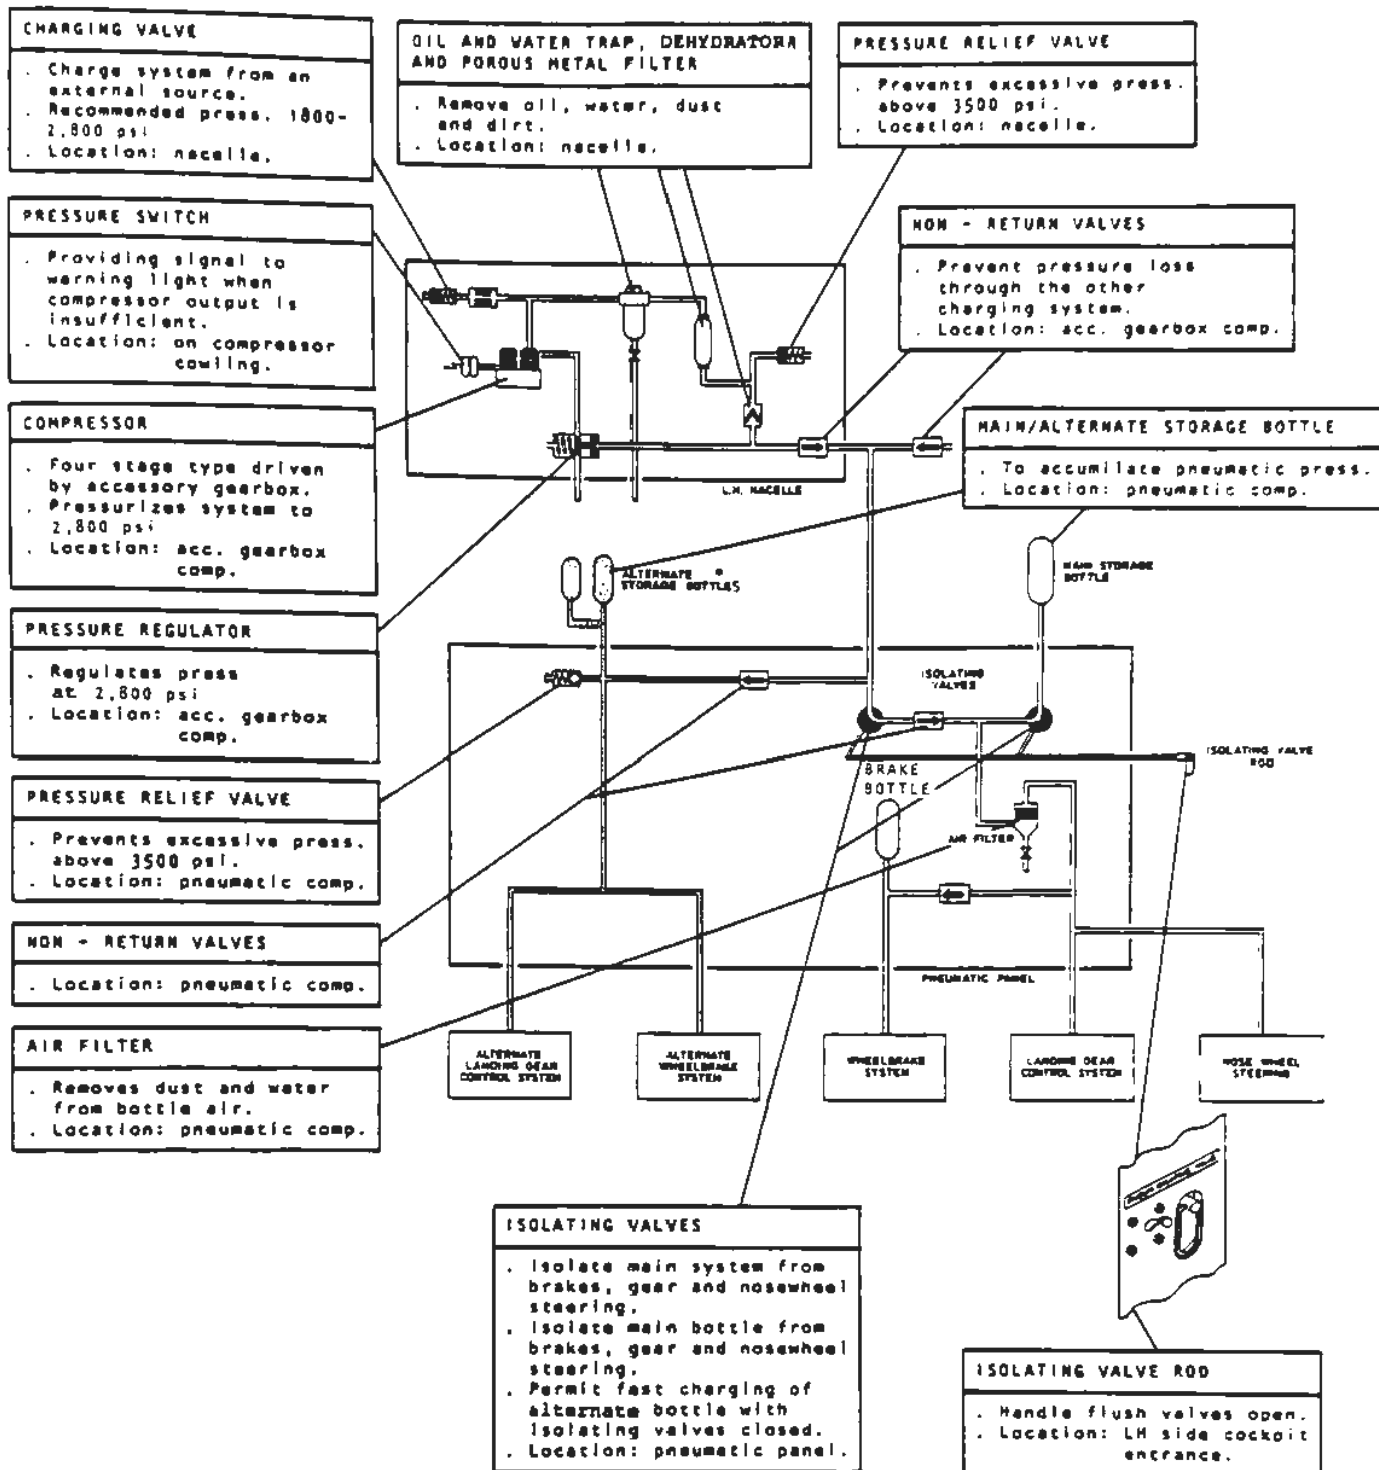 CHARGING VALVE
. Charge system from an
external source.
. Recommended press. 1800-
2,800 psi
. Location: nacelle.
OIL AND WATER TRAP, DEHYDRATORR
AND POROUS METAL FILTER
. Remove oil, water, dust
and dirt.
. Location: nacelle.
PRESSURE RELIEF VALVE
. Prevents excessive press.
above 3500 psi.
. Location: nacelle.
PRESSURE SWITCH
. Providing signal to
warning light when
compressor output is
insufficient.
. Location: on compressor
cowling.
NON - RETURN VALVES
. Prevent pressure loss
through the other
charging system.
. Location: acc. gearbox comp.
COMPRESSOR
. Four stage type driven
by accessory gearbox.
. Pressurizes system to
2,800 psi
. Location: acc. gearbox
comp.
L.H. NACELLE
MAIN/ALTERNATE STORAGE BOTTLE
. To accumilate pneumatic press.
. Location: pneumatic comp.
ALTERNATE *
STORAGE BOTTLES
MAIN STORAGE
BOTTLE
PRESSURE REGULATOR
. Regulates press
at 2,800 psi
. Location: acc. gearbox
comp.
ISOLATING
VALVES
ISOLATING VALVE
ROD
BRAKE
BOTTLE
AIR FILTER
PRESSURE RELIEF VALVE
. Prevents excessive press.
above 3500 psi.
. Location: pneumatic comp.
NON - RETURN VALVES
. Location: pneumatic comp.
PNEUMATIC PANEL
AIR FILTER
. Removes dust and water
from bottle air.
. Location: pneumatic comp.
ALTERNATE
LANDING GEAR
CONTROL SYSTEM
ALTERNATE
WHEELBRAKE
SYSTEM
WHEELBRAKE
SYSTEM
LANDING GEAR
CONTROL SYSTEM
NOSE WHEEL
STEERING
ISOLATING VALVES
. Isolate main system from
brakes, gear and nosewheel
steering.
. Isolate main bottle from
brakes, gear and nosewheel
steering.
. Permit fast charging of
alternate bottle with
isolating valves closed.
. Location: pneumatic panel.
ISOLATING VALVE ROD
. Handle flush valves open.
. Location: LH side cockpit
entrance.